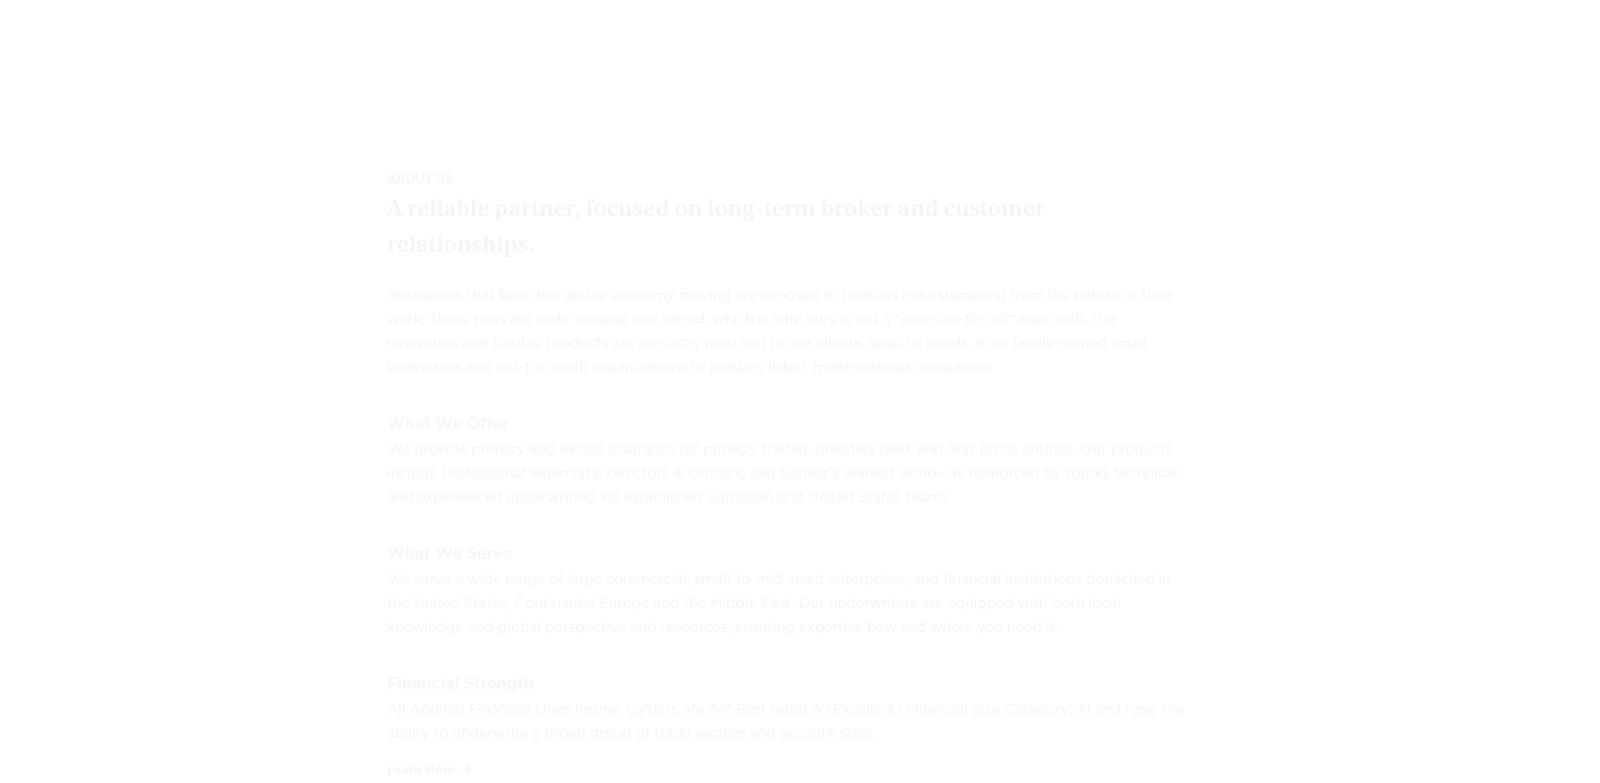 ABOUT US
A reliable partner, focused on long-term broker and customer
relationships.
Businesses that keep the global economy moving are exposed to perilous risks stemming from the nature of their
work. These risks are wide-ranging and varied, which is why ours is not a “one-size-fits-all” approach. Our
innovative and flexible products are perfectly matched to our clients’ specific needs, from family-owned small
businesses and not-for-profit organizations to publicly listed, multi-national companies.
What We Offer
We provide primary and excess insurance for publicly traded, privately held, and non-profit entities. Our products
include Professional Indemnity, Directors & Officers, and Banker’s Blanket Bond—all reinforced by sound, technical,
and experienced underwriting via established European and United States teams.
What We Serve
We serve a wide range of large commercial, small-to-mid-sized enterprises, and financial institutions domiciled in
the United States, Continental Europe and the Middle East. Our underwriters are equipped with both local
knowledge and global perspective and resources, ensuring expertise how and where you need it.
Financial Strength
All Applied Financial Lines insurer carriers are AM Best rated A (Excellent) Financial Size Category: XI and have the
ability to underwrite a broad group of trade sectors and account sizes.
Learn More →